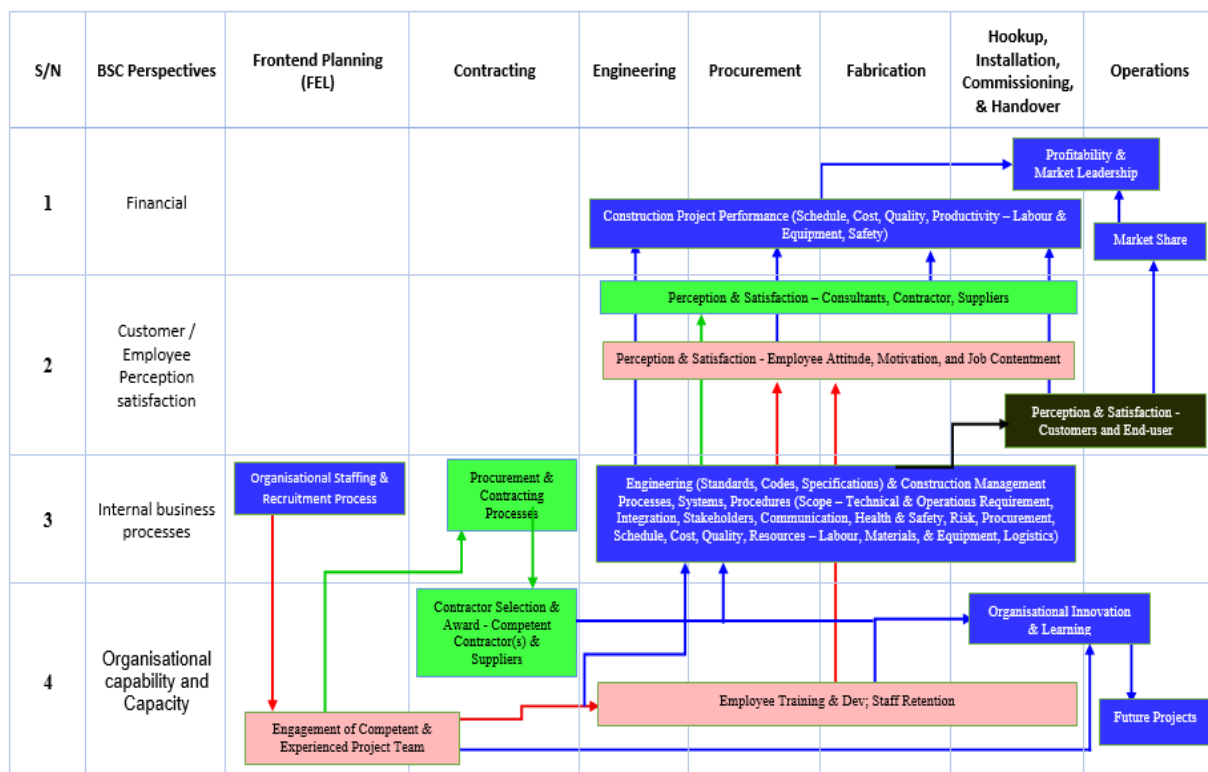 S/N
BSC Perspectives
Frontend Planning
(FEL)
Contracting
Engineering
Procurement
Fabrication
Hookup,
Installation,
Commissioning,
& Handover
Operations
1
Financial
Profitability &
Market Leadership
Construction Project Performance (Schedule, Cost, Quality, Productivity – Labour &
Equipment, Safety)
Market Share
2
Customer /
Employee
Perception
satisfaction
Perception & Satisfaction – Consultants, Contractor, Suppliers
Perception & Satisfaction - Employee Attitude, Motivation, and Job Contentment
Perception & Satisfaction -
Customers and End-user
3
Internal business
processes
Organisational Staffing &
Recruitment Process
Procurement &
Contracting
Processes
Engineering (Standards, Codes, Specifications) & Construction Management
Processes, Systems, Procedures (Scope – Technical & Operations Requirement,
Integration, Stakeholders, Communication, Health & Safety, Risk, Procurement,
Schedule, Cost, Quality, Resources – Labour, Materials, & Equipment, Logistics)
4
Organisational
capability and
Capacity
Contractor Selection &
Award - Competent
Contractor(s) &
Suppliers
Organisational Innovation
& Learning
Employee Training & Dev; Staff Retention
Engagement of Competent &
Experienced Project Team
Future Projects